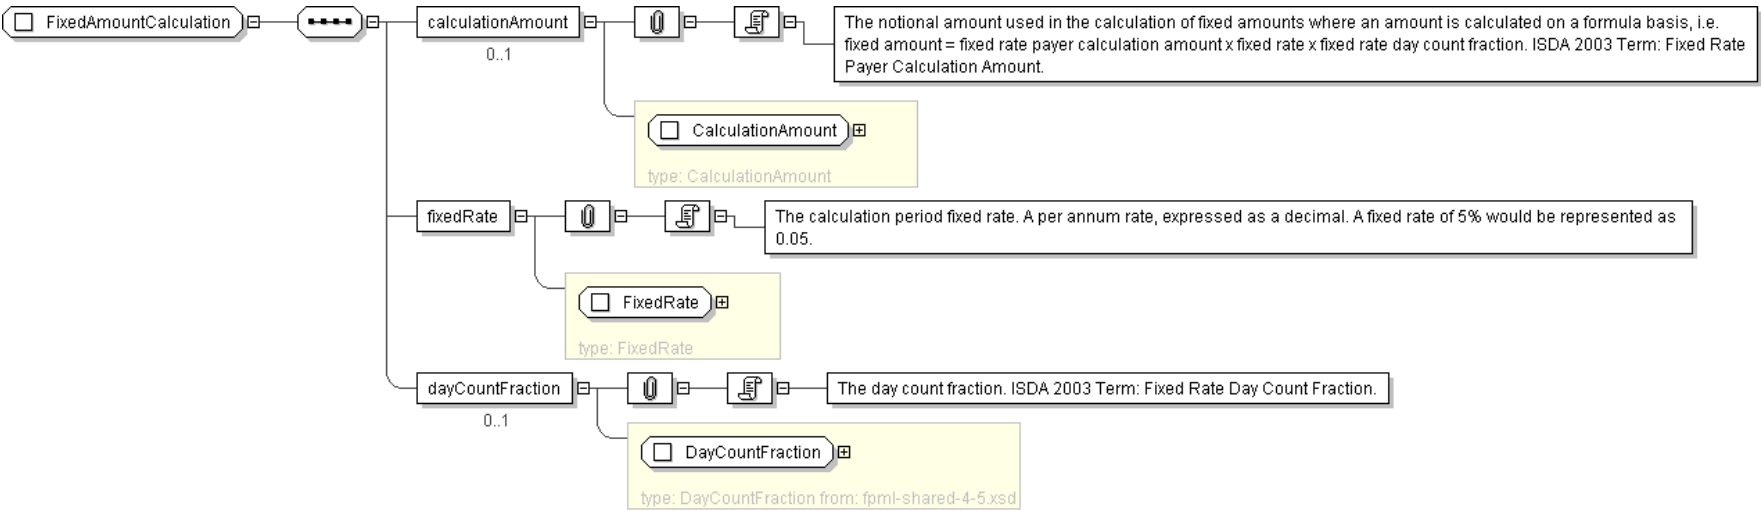 FixedAmountCalculation
calculationAmount
0..1
The notional amount used in the calculation of fixed amounts where an amount is calculated on a formula basis, i.e.
fixed amount = fixed rate payer calculation amount x fixed rate x fixed rate day count fraction. ISDA 2003 Term: Fixed Rate
Payer Calculation Amount.
CalculationAmount
type: CalculationAmount
fixedRate
The calculation period fixed rate. A per annum rate, expressed as a decimal. A fixed rate of 5% would be represented as
0.05.
FixedRate
type: FixedRate
dayCountFraction
0..1
The day count fraction. ISDA 2003 Term: Fixed Rate Day Count Fraction.
DayCountFraction
type: DayCountFraction from: fpml-shared-4-5.xsd